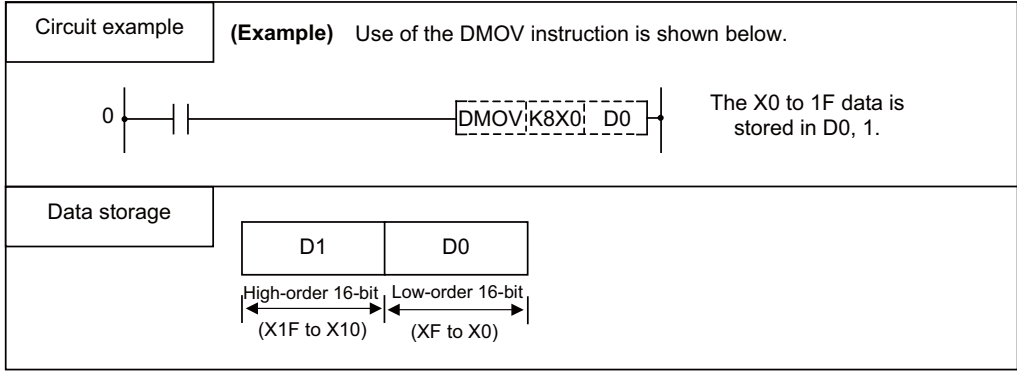 Circuit example
(Example) Use of the DMOV instruction is shown below.
0 DMOV K8X0 D0
The X0 to 1F data is
stored in D0, 1.
Data storage
D1 D0
High-order 16-bit Low-order 16-bit
(X1F to X10) (XF to X0)